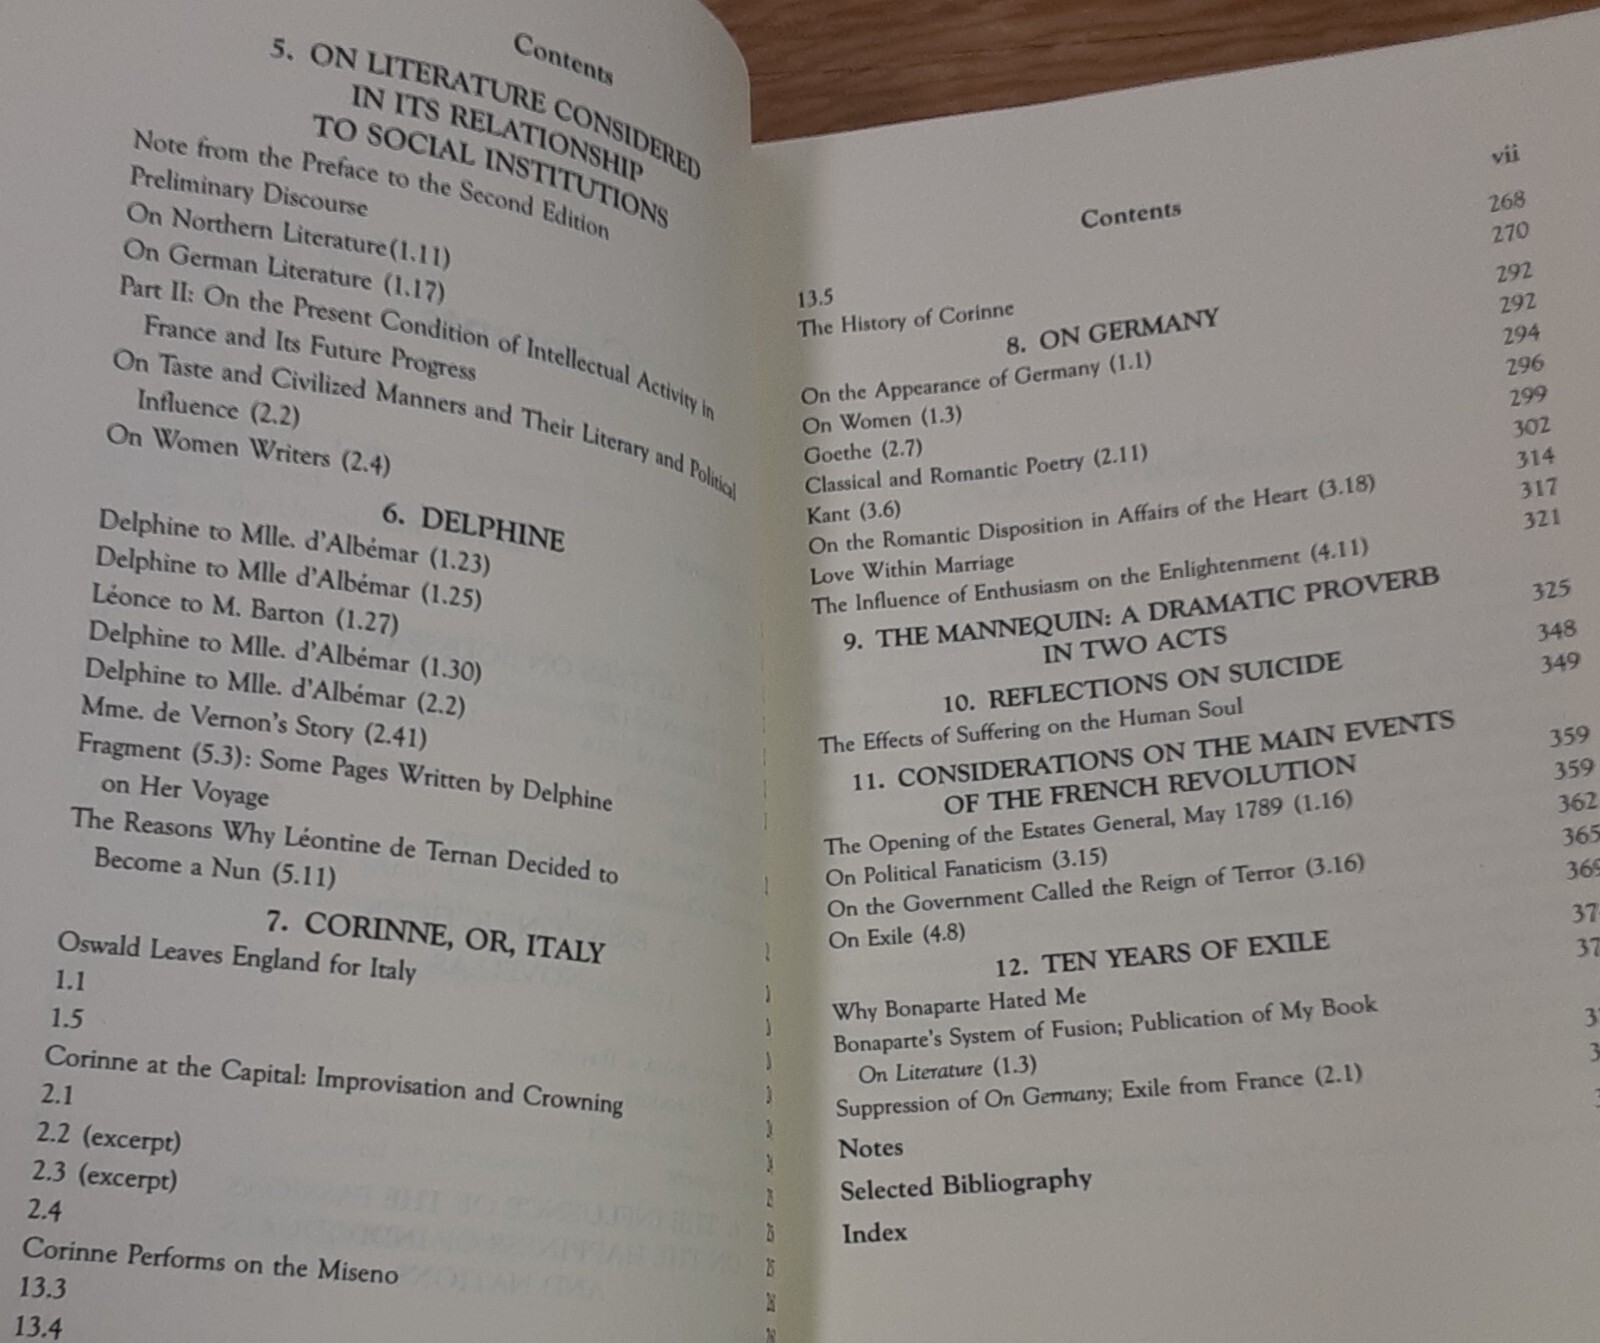 Contents
5. ON LITERATURE CONSIDERED
IN ITS RELATIONSHIP
TO SOCIAL INSTITUTIONS
Note from the Preface to the Second Edition
Preliminary Discourse
On Northern Literature(1.11)
On German Literature (1.17)
Part II: On the Present Condition of Intellectual Activity in
France and Its Future Progress
On Taste and Civilized Manners and Their Literary and Political
Influence (2.2)
On Women Writers (2.4)
6. DELPHINE
Delphine to Mlle. d'Albémar (1.23)
Delphine to Mlle d'Albémar (1.25)
Léonce to M. Barton (1.27)
Delphine to Mlle. d'Albémar (1.30)
Delphine to Mlle. d'Albémar (2.2)
Mme. de Vernon's Story (2.41)
Fragment (5.3): Some Pages Written by Delphine
on Her Voyage
The Reasons Why Léontine de Ternan Decided to
Become a Nun (5.11)
7. CORINNE, OR, ITALY
Oswald Leaves England for Italy
1.1
1.5
Corinne at the Capital: Improvisation and Crowning
2.1
2.2 (excerpt)
2.3 (excerpt)
2.4
Corinne Performs on the Miseno
13.3
13.4
Contents vii
13.5 268
The History of Corinne 270
8. ON GERMANY 292
On the Appearance of Germany (1.1) 292
On Women (1.3) 294
Goethe (2.7) 296
Classical and Romantic Poetry (2.11) 299
Kant (3.6) 302
On the Romantic Disposition in Affairs of the Heart (3.18) 314
Love Within Marriage 317
The Influence of Enthusiasm on the Enlightenment (4.11) 321
9. THE MANNEQUIN: A DRAMATIC PROVERB
IN TWO ACTS 325
10. REFLECTIONS ON SUICIDE 348
The Effects of Suffering on the Human Soul 349
11. CONSIDERATIONS ON THE MAIN EVENTS
OF THE FRENCH REVOLUTION 359
The Opening of the Estates General, May 1789 (1.16) 359
On Political Fanaticism (3.15) 362
On the Government Called the Reign of Terror (3.16) 365
On Exile (4.8) 369
12. TEN YEARS OF EXILE
Why Bonaparte Hated Me
Bonaparte's System of Fusion; Publication of My Book
On Literature (1.3)
Suppression of On Germany; Exile from France (2.1)
Notes
Selected Bibliography
Index